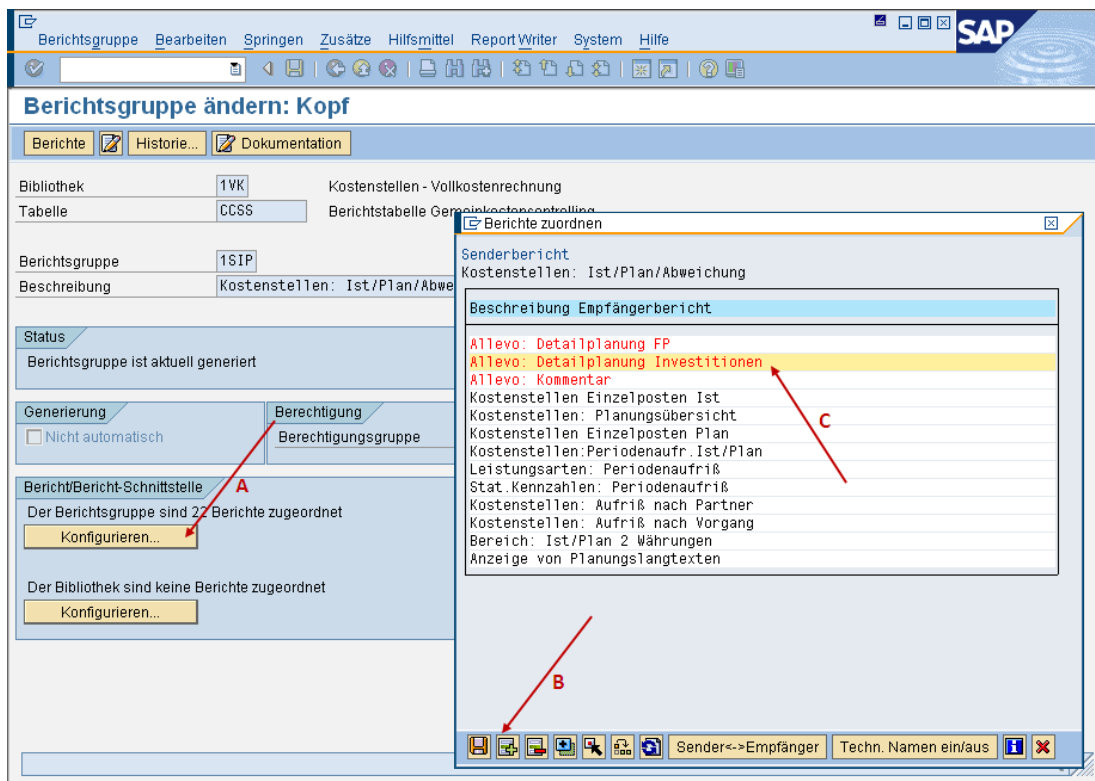 Berichtsgruppe Bearbeiten Springen Zusätze Hilfsmittel Report Writer System Hilfe
SAP
Berichtsgruppe ändern: Kopf
Berichte Historie... Dokumentation
Bibliothek 1VK Kostenstellen - Vollkostenrechnung
Tabelle CCSS Berichtstabelle Gemeinkostencontrolling
Berichtsgruppe 1SIP
Beschreibung Kostenstellen: Ist/Plan/Abwe
Status
Berichtsgruppe ist aktuell generiert
Generierung
Nicht automatisch
Berechtigung
Berechtigungsgruppe
Bericht/Bericht-Schnittstelle
A
Der Berichtsgruppe sind 22 Berichte zugeordnet
Konfigurieren...
Der Bibliothek sind keine Berichte zugeordnet
Konfigurieren...
Berichte zuordnen
Senderbericht
Kostenstellen: Ist/Plan/Abweichung
Beschreibung Empfängerbericht
Allevo: Detailplanung FP
Allevo: Detailplanung Investitionen
Allevo: Kommentar
Kostenstellen Einzelposten Ist
Kostenstellen: Planungsübersicht
C
Kostenstellen Einzelposten Plan
Kostenstellen:Periodenaufr.Ist/Plan
Leistungsarten: Periodenaufriß
Stat.Kennzahlen: Periodenaufriß
Kostenstellen: Aufriß nach Partner
Kostenstellen: Aufriß nach Vorgang
Bereich: Ist/Plan 2 Währungen
Anzeige von Planungslangtexten
B
Sender<->Empfänger Techn. Namen ein/aus